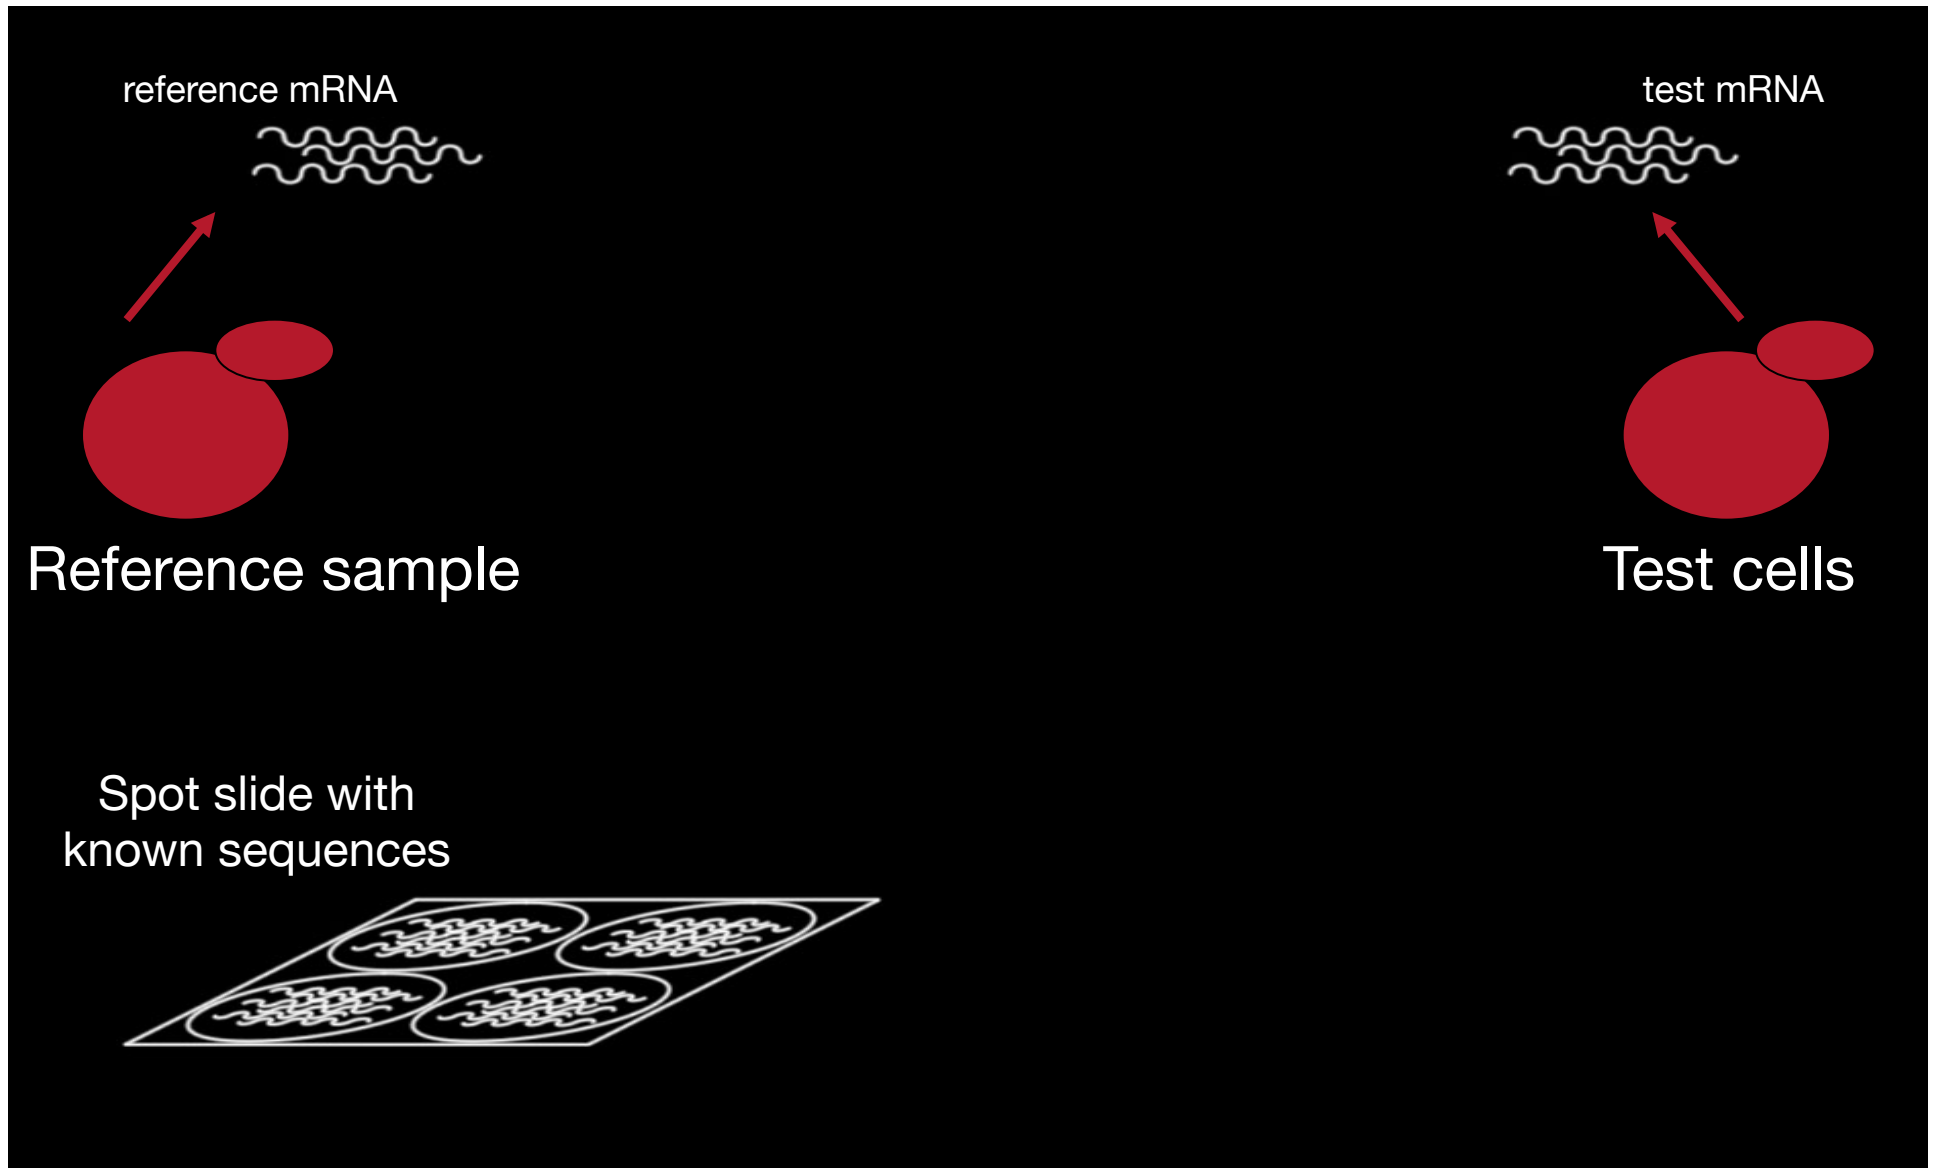 reference mRNA
test mRNA
Reference sample
Test cells
Spot slide with
known sequences